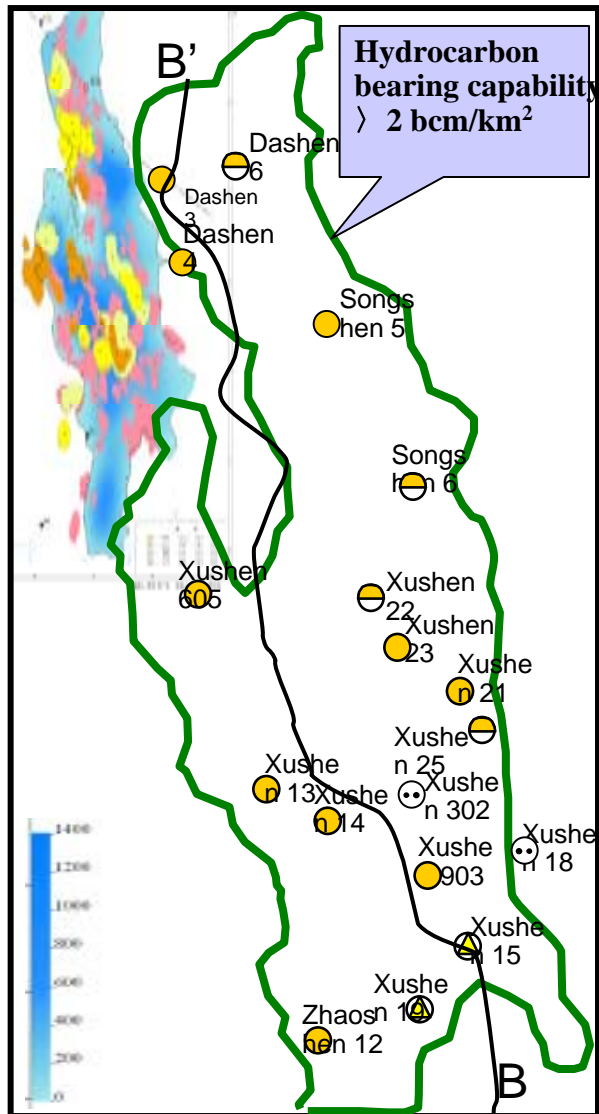 B’
Hydrocarbon
bearing capability
〉 2 bcm/km²
Dashen
6
Dashen
3
Dashen
4
Songs
hen 5
Songs
hen 6
Xushen
605
Xushen
22
Xushen
23
Xushe
n 21
Xushe
n 25
Xushe
n 13
Xushe
n 14
Xushe
n 302
Xushe
n 18
Xushe
903
Xushe
n 15
Xushe
n 19
Zhaos
hen 12
B
1400
1200
1000
800
600
400
200
0